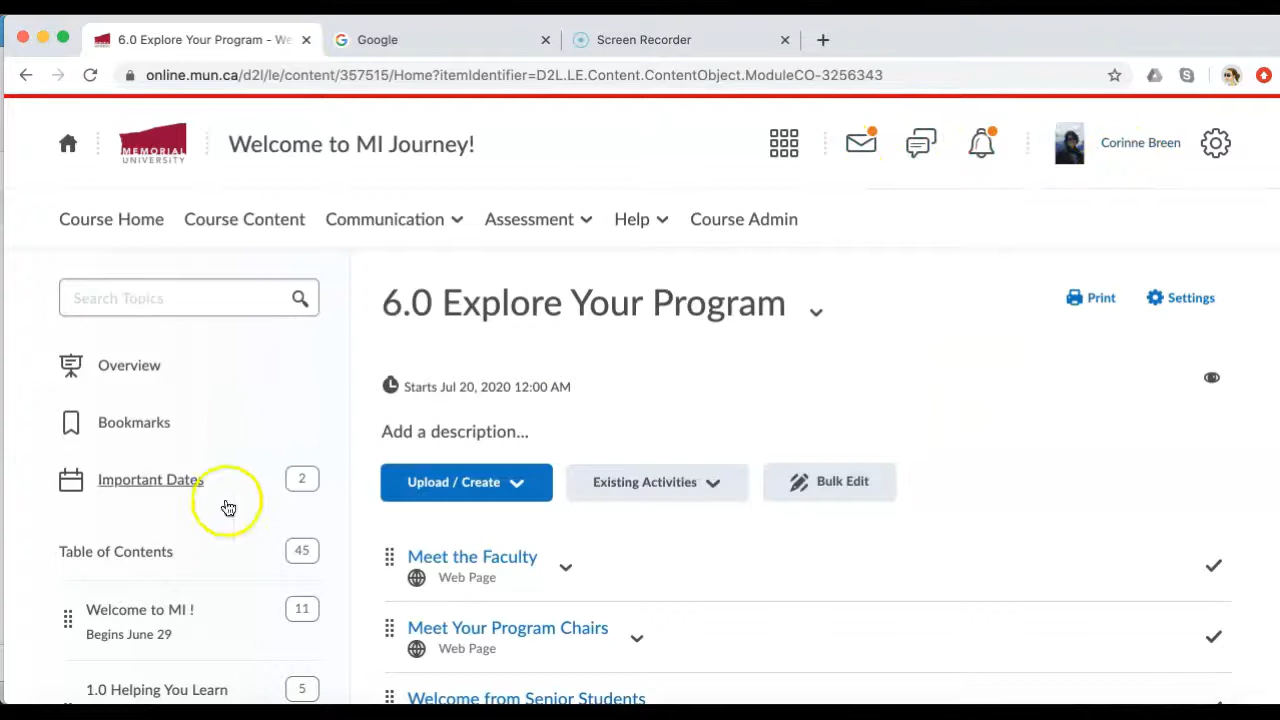 6.0 Explore Your Program - We
Google
Screen Recorder
online.mun.ca/d2l/le/content/357515/Home?itemIdentifier=D2L.LE.Content.ContentObject.ModuleCO-3256343
MEMORIAL
UNIVERSITY
Welcome to MI Journey!
Corinne Breen
Course Home
Course Content
Communication
Assessment
Help
Course Admin
Search Topics
Overview
Bookmarks
Important Dates
2
Table of Contents
45
Welcome to MI !
11
Begins June 29
1.0 Helping You Learn
5
6.0 Explore Your Program
Print
Settings
Starts Jul 20, 2020 12:00 AM
Add a description...
Upload / Create
Existing Activities
Bulk Edit
Meet the Faculty
Web Page
Meet Your Program Chairs
Web Page
Welcome from Senior Students